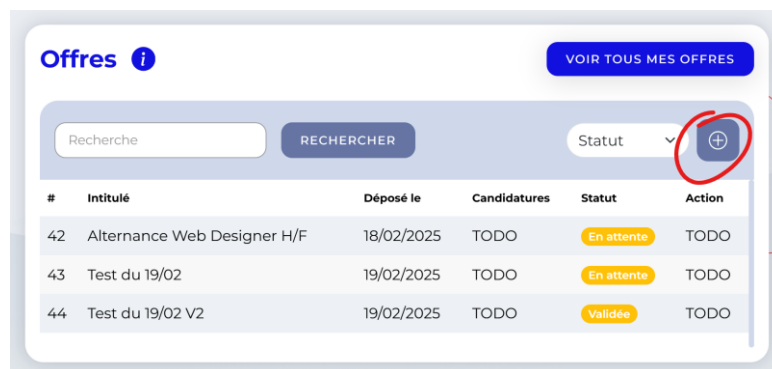 Offres i
VOIR TOUS MES OFFRES
Recherche RECHERCHER Statut
# Intitulé Déposé le Candidatures Statut Action
42 Alternance Web Designer H/F 18/02/2025 TODO En attente TODO
43 Test du 19/02 19/02/2025 TODO En attente TODO
44 Test du 19/02 V2 19/02/2025 TODO Validée TODO